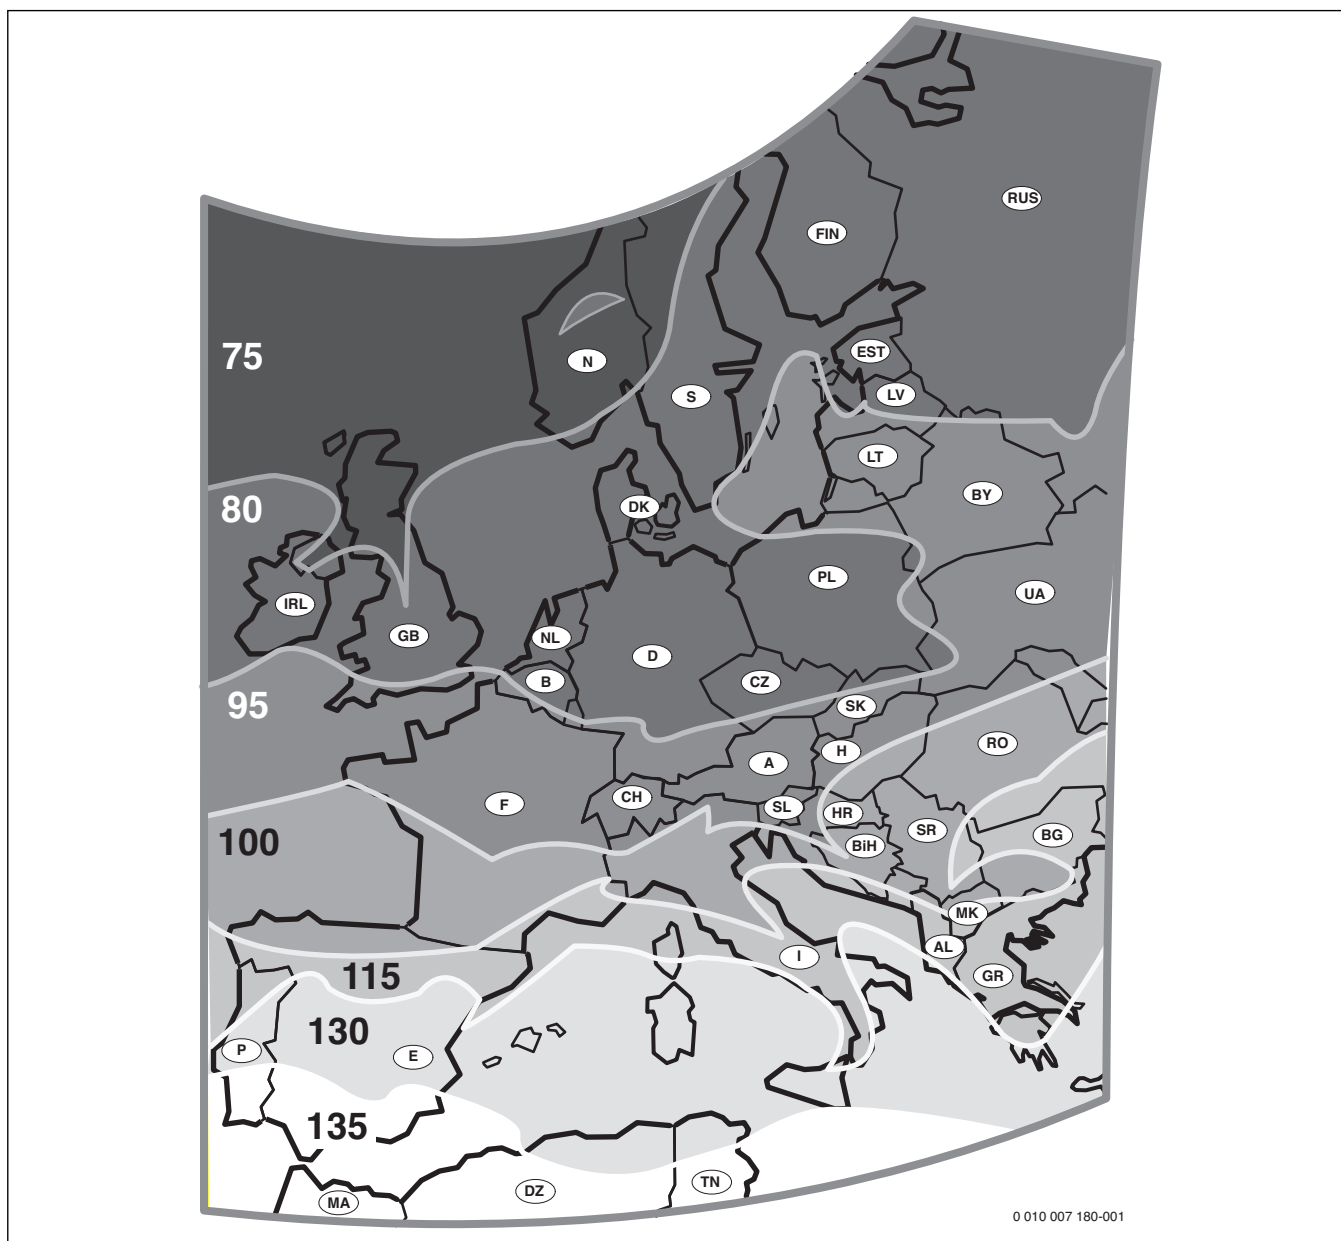 RUS
FIN
75
EST
N
LV
S
LT
80
BY
DK
PL
UA
IRL
GB
NL
D
B
CZ
95
SK
RO
H
A
CH
F
SL
HR
SR
BG
100
BiH
MK
AL
I
115
GR
130
P
E
135
TN
DZ
MA
0 010 007 180-001